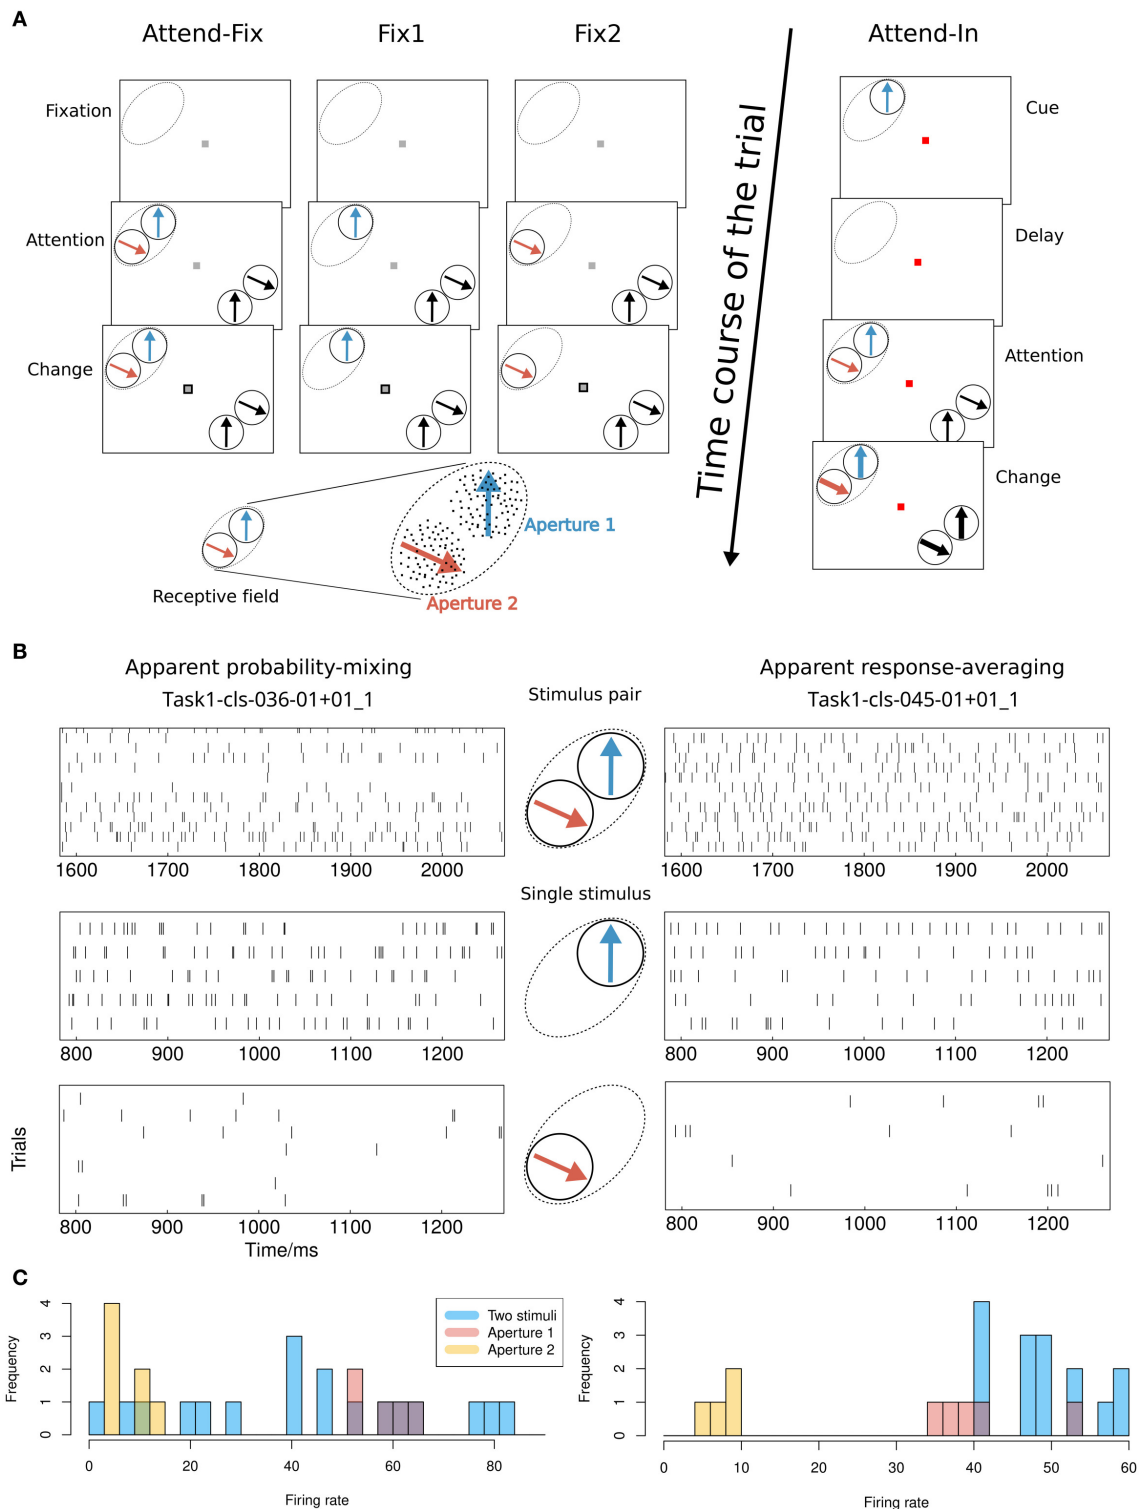 A
Attend-Fix Fix1 Fix2 Attend-In
Fixation
Attention
Change
Cue
Delay
Attention
Change
Time course of the trial
Receptive field
Aperture 1
Aperture 2
B
Apparent probability-mixing
Task1-cls-036-01+01_1
Stimulus pair
Apparent response-averaging
Task1-cls-045-01+01_1
1600 1700 1800 1900 2000
1600 1700 1800 1900 2000
Single stimulus
800 900 1000 1100 1200
800 900 1000 1100 1200
Trials
800 900 1000 1100 1200
Time/ms
800 900 1000 1100 1200
C
Frequency
0 1 2 3 4
Two stimuli
Aperture 1
Aperture 2
0 20 40 60 80
Firing rate
Frequency
0 1 2 3 4
0 10 20 30 40 50 60
Firing rate